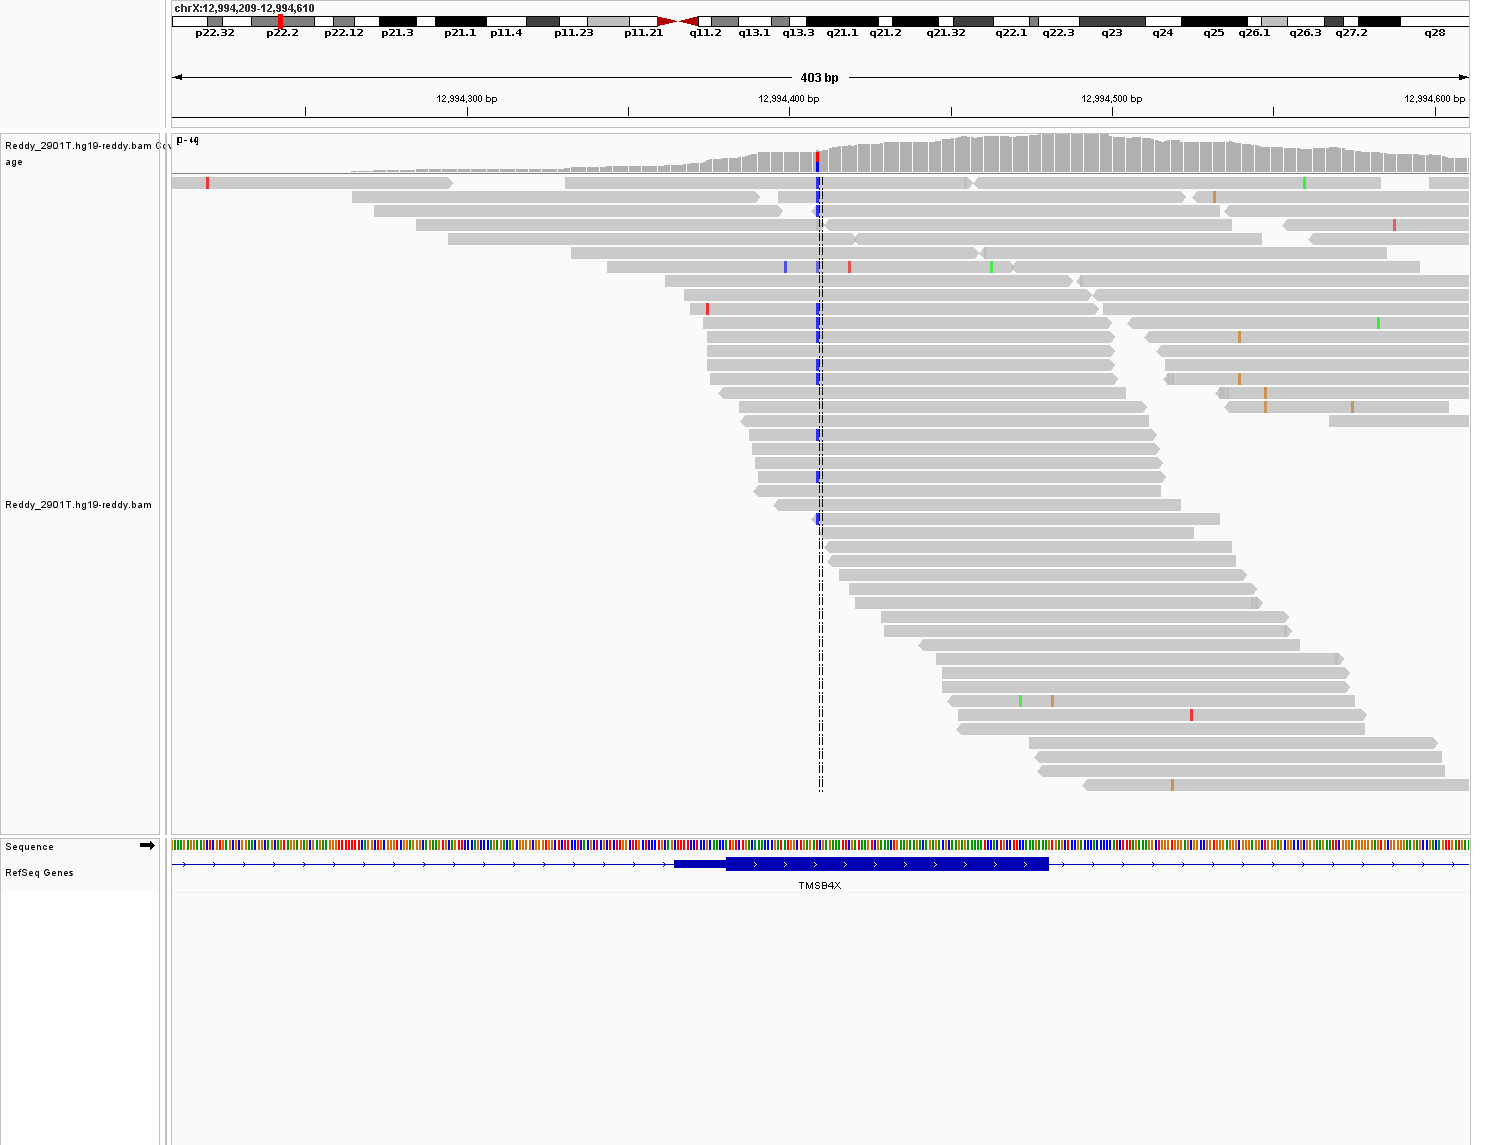 chrX:12,994,209-12,994,610
p22.32 p22.2 p22.12 p21.3 p21.1 p11.4 p11.23 p11.21 q11.2 q13.1 q13.3 q21.1 q21.2 q21.32 q22.1 q22.3 q23 q24 q25 q26.1 q26.3 q27.2 q28
403 bp
12,994,300 bp 12,994,400 bp 12,994,500 bp 12,994,600 bp
[0 - 44]
Reddy_2901T.hg19-reddy.bam Cov
age
Reddy_2901T.hg19-reddy.bam
Sequence
RefSeq Genes
TMSB4X